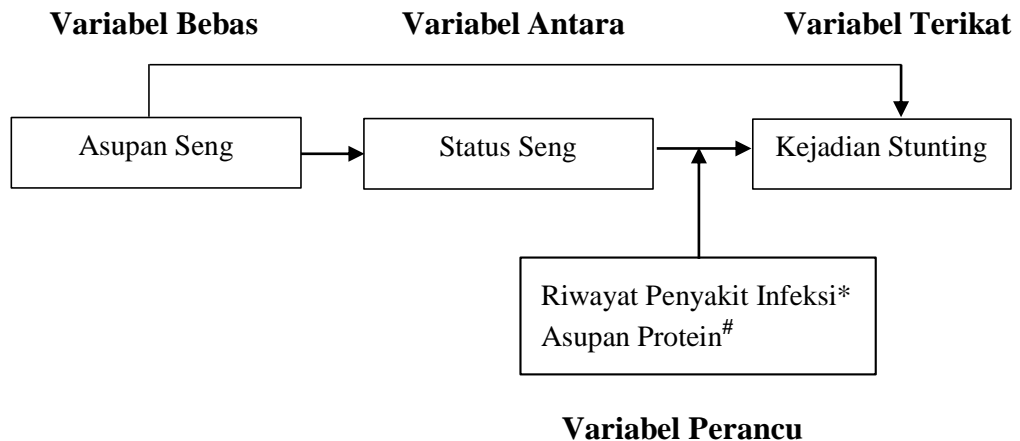 Variabel Bebas
Variabel Antara
Variabel Terikat
Asupan Seng
Status Seng
Kejadian Stunting
Riwayat Penyakit Infeksi*
Asupan Protein#
Variabel Perancu